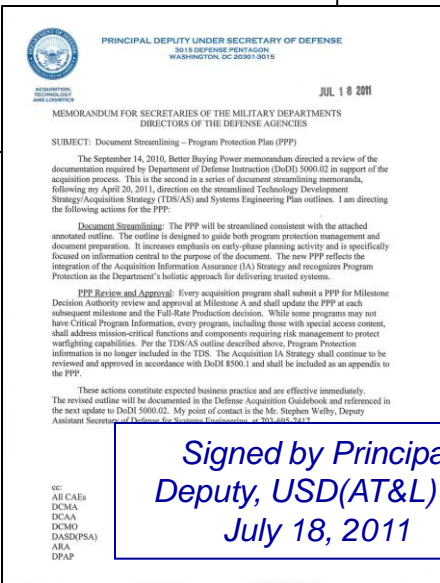 PRINCIPAL DEPUTY UNDER SECRETARY OF DEFENSE
3015 DEFENSE PENTAGON
WASHINGTON, DC 20301-3015
ACQUISITION,
TECHNOLOGY
AND LOGISTICS
JUL 18 2011
MEMORANDUM FOR SECRETARIES OF THE MILITARY DEPARTMENTS
DIRECTORS OF THE DEFENSE AGENCIES
SUBJECT: Document Streamlining – Program Protection Plan (PPP)
The September 14, 2010, Better Buying Power memorandum directed a review of the
documentation required by Department of Defense Instruction (DoDI) 5000.02 in support of the
acquisition process. This is the second in a series of document streamlining memoranda,
following my April 20, 2011, direction on the streamlined Technology Development
Strategy/Acquisition Strategy (TDS/AS) and Systems Engineering Plan outlines. I am directing
the following actions for the PPP:
Document Streamlining: The PPP will be streamlined consistent with the attached
annotated outline. The outline is designed to guide both program protection management and
document preparation. It increases emphasis on early-phase planning activity and is specifically
focused on information central to the purpose of the document. The new PPP reflects the
integration of the Acquisition Information Assurance (IA) Strategy and recognizes Program
Protection as the Department's holistic approach for delivering trusted systems.
PPP Review and Approval: Every acquisition program shall submit a PPP for Milestone
Decision Authority review and approval at Milestone A and shall update the PPP at each
subsequent milestone and the Full-Rate Production decision. While some programs may not
have Critical Program Information, every program, including those with special access content,
shall address mission-critical functions and components requiring risk management to protect
warfighting capabilities. Per the TDS/AS outline described above, Program Protection
information is no longer included in the TDS. The Acquisition IA Strategy shall continue to be
reviewed and approved in accordance with DoDI 8500.1 and shall be included as an appendix to
the PPP.
These actions constitute expected business practice and are effective immediately.
The revised outline will be documented in the Defense Acquisition Guidebook and referenced in
the next update to DoDI 5000.02. My point of contact is the Mr. Stephen Welby, Deputy
Assistant Secretary of Defense for Systems Engineering, at 703-695-7417
Signed by Principa
Deputy, USD(AT&L)
July 18, 2011
cc:
All CAEs
DCMA
DCAA
DCMO
DASD(PSA)
ARA
DPAP